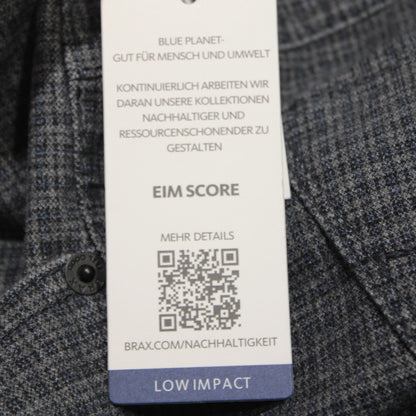 BLUE PLANET-
GUT FÜR MENSCH UND UMWELT
KONTINUIERLICH ARBEITEN WIR
DARAN UNSERE KOLLEKTIONEN
NACHHALTIGER UND
RESSOURCENSCHONENDER ZU
GESTALTEN
EIM SCORE
MEHR DETAILS
BRAX.COM/NACHHALTIGKEIT
LOW IMPACT